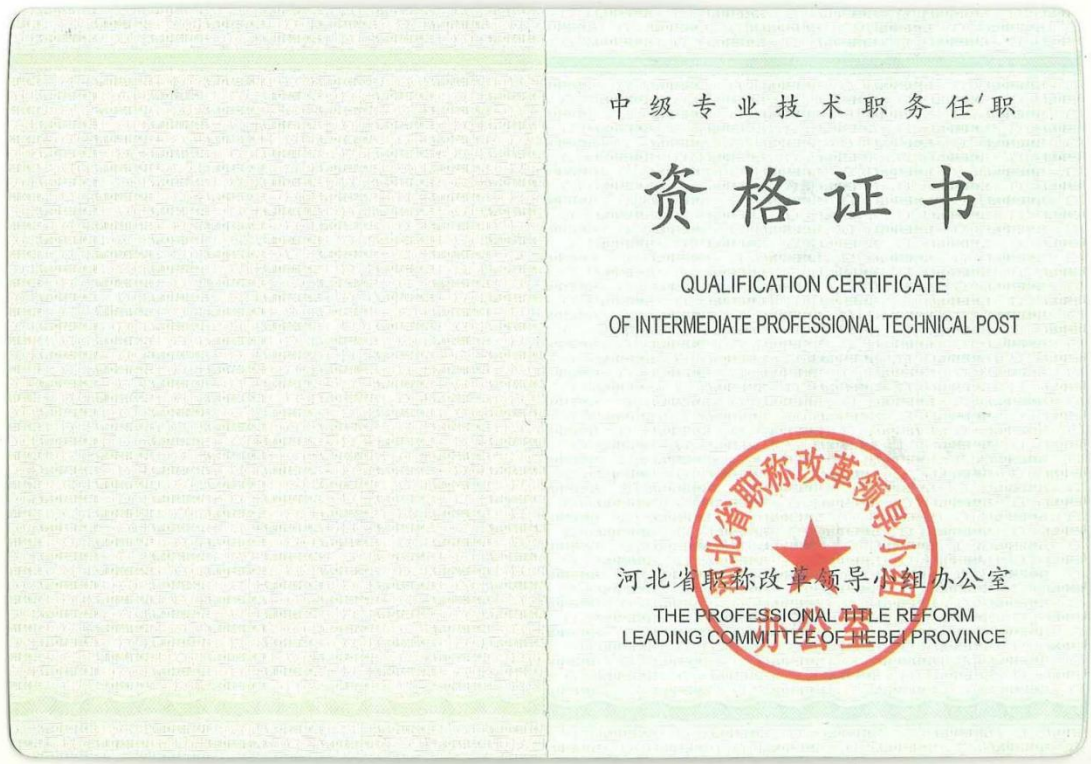 中级专业技术职务任职
资格证书
QUALIFICATION CERTIFICATE
OF INTERMEDIATE PROFESSIONAL TECHNICAL POST
河北省职称改革领导小组
办公室
河北省职称改革领导小组办公室
THE PROFESSIONAL TITLE REFORM
LEADING COMMITTEE OF HEBEI PROVINCE